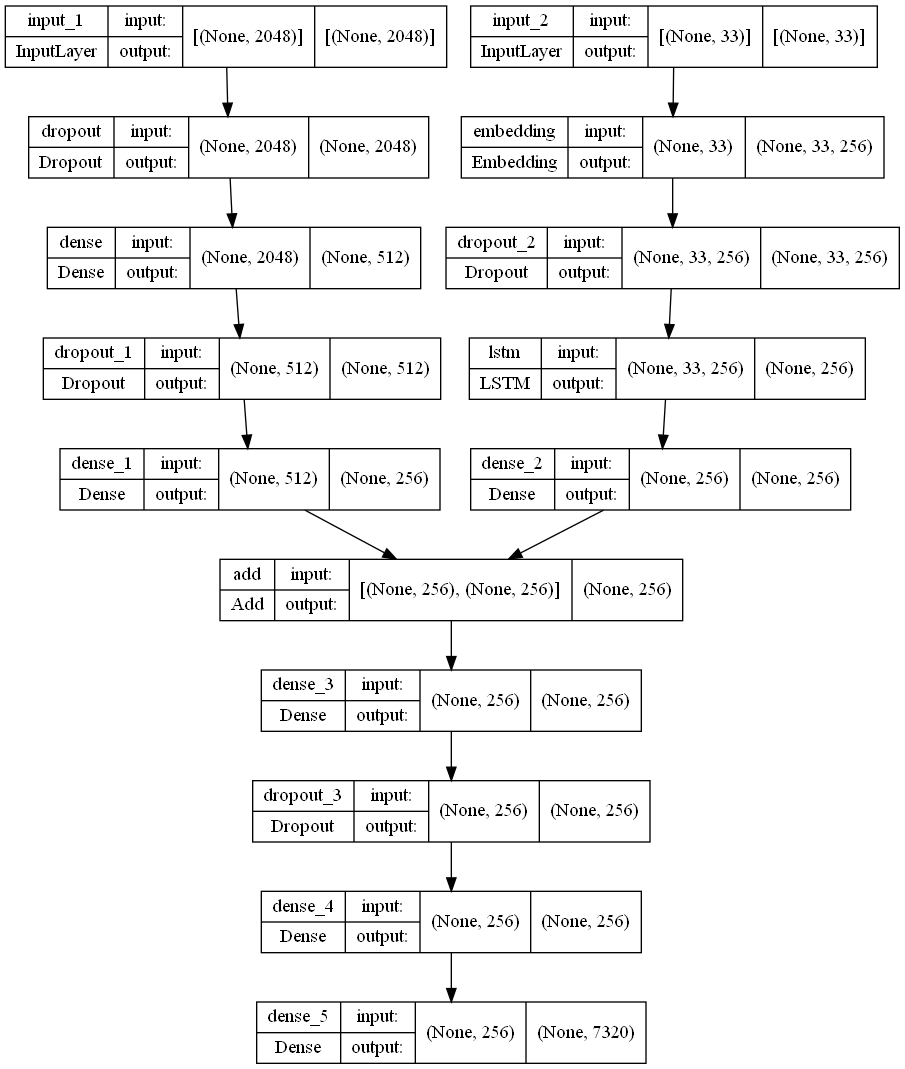 input_1 input: [(None, 2048)] [(None, 2048)]
InputLayer output:
input_2 input: [(None, 33)] [(None, 33)]
InputLayer output:
dropout input: (None, 2048) (None, 2048)
Dropout output:
embedding input: (None, 33) (None, 33, 256)
Embedding output:
dense input: (None, 2048) (None, 512)
Dense output:
dropout_2 input: (None, 33, 256) (None, 33, 256)
Dropout output:
dropout_1 input: (None, 512) (None, 512)
Dropout output:
lstm input: (None, 33, 256) (None, 256)
LSTM output:
dense_1 input: (None, 512) (None, 256)
Dense output:
dense_2 input: (None, 256) (None, 256)
Dense output:
add input: [(None, 256), (None, 256)] (None, 256)
Add output:
dense_3 input: (None, 256) (None, 256)
Dense output:
dropout_3 input: (None, 256) (None, 256)
Dropout output:
dense_4 input: (None, 256) (None, 256)
Dense output:
dense_5 input: (None, 256) (None, 7320)
Dense output: